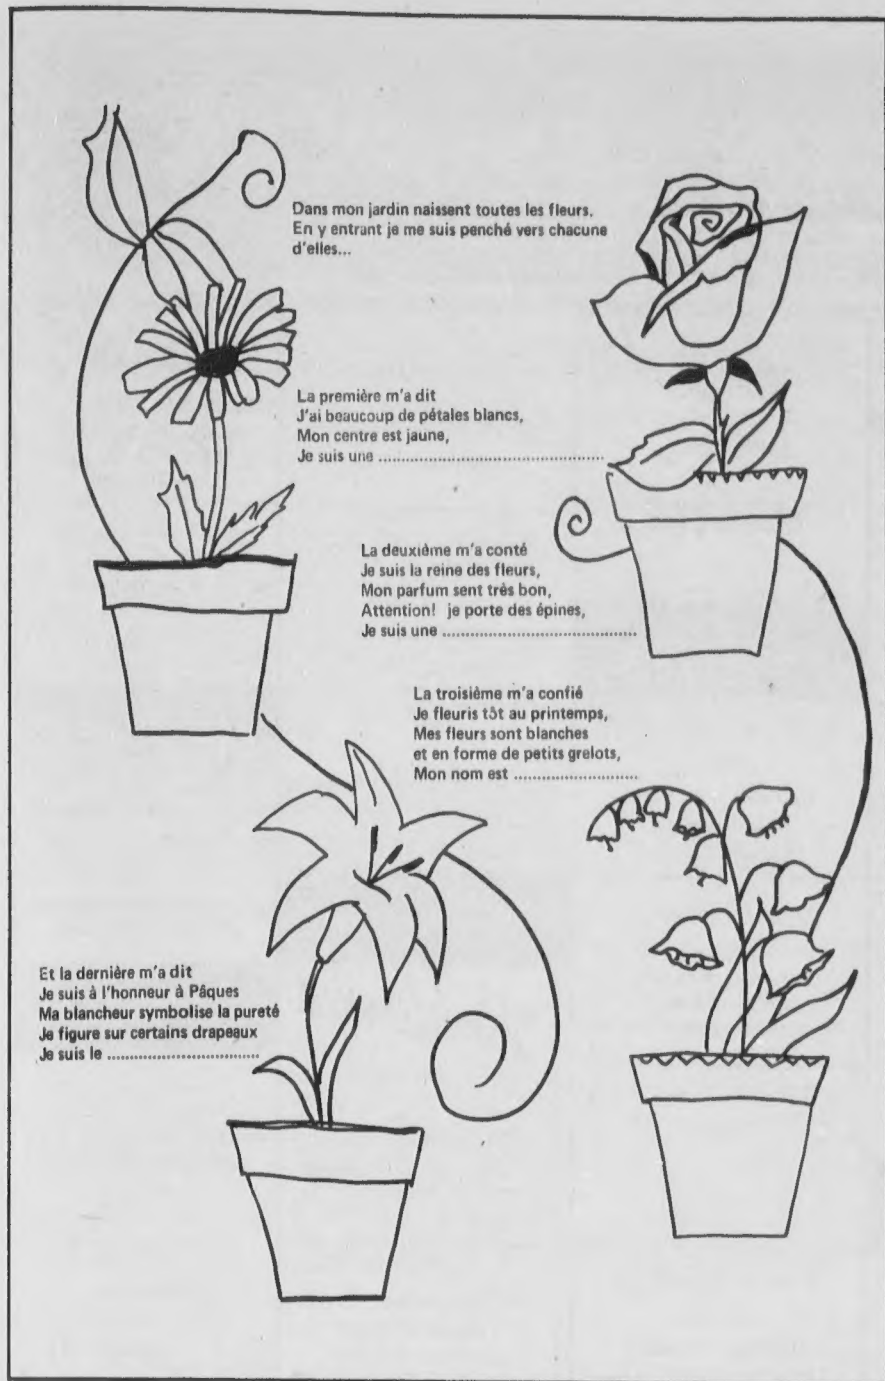 Dans mon jardin naissent toutes les fleurs.
En y entrant je me suis penché vers chacune
d'elles...
La première m'a dit
J'ai beaucoup de pétales blancs,
Mon centre est jaune,
Je suis une ..................................................
La deuxième m'a conté
Je suis la reine des fleurs,
Mon parfum sent très bon,
Attention! je porte des épines,
Je suis une ...........................................
La troisième m'a confié
Je fleuris tôt au printemps,
Mes fleurs sont blanches
et en forme de petits grelots,
Mon nom est ............................
Et la dernière m'a dit
Je suis à l'honneur à Pâques
Ma blancheur symbolise la pureté
Je figure sur certains drapeaux
Je suis le ..................................